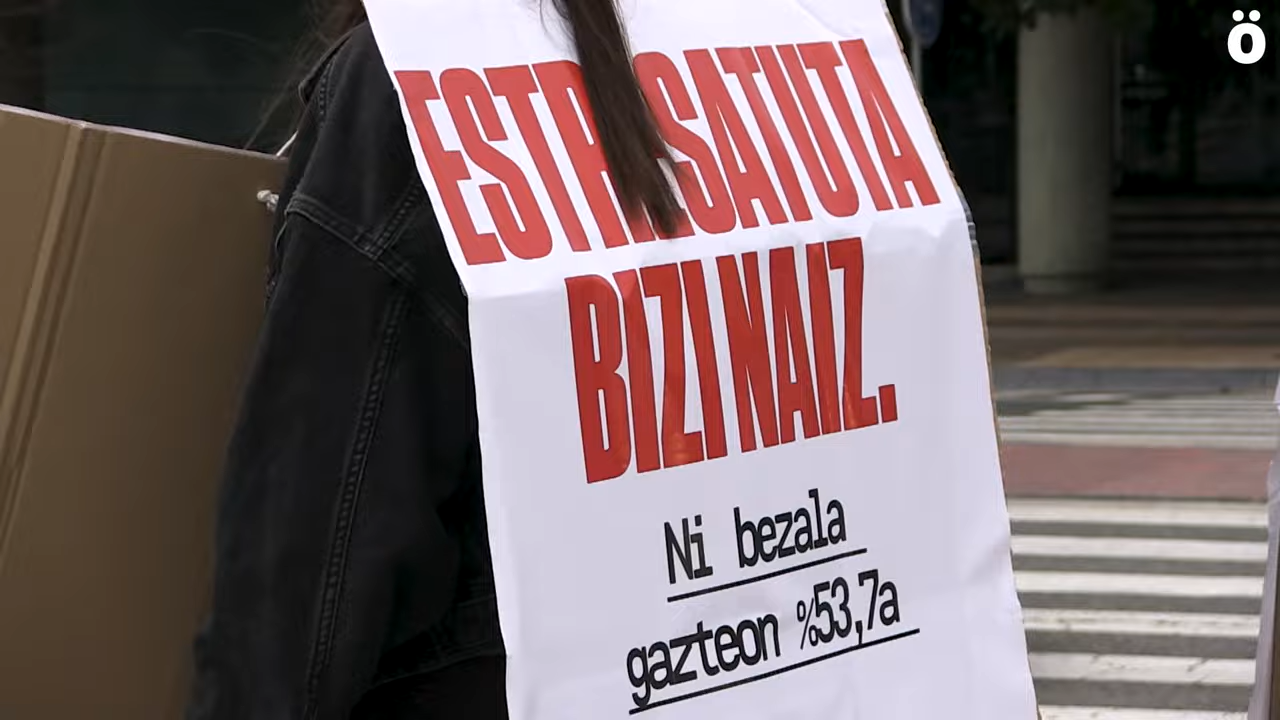 ö
ESTRESATUTA
BIZI NAIZ.
Ni bezala
gazteon %53,7a